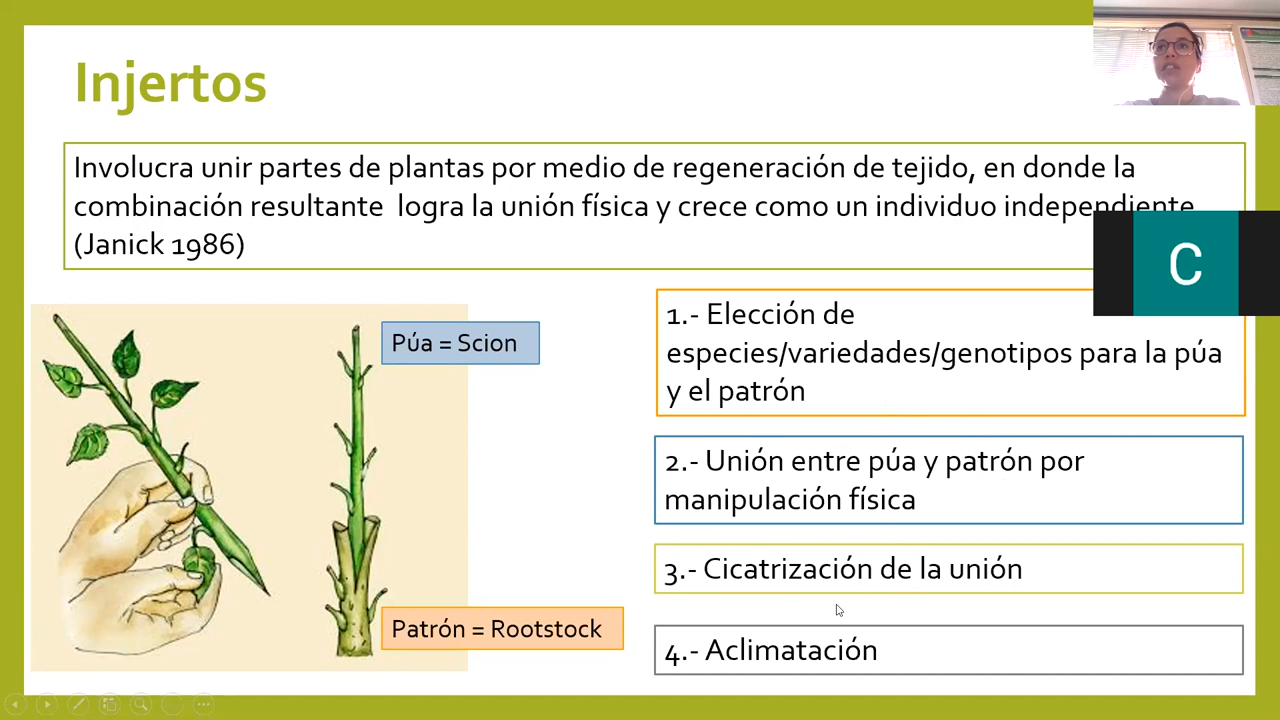 Injertos
Involucra unir partes de plantas por medio de regeneración de tejido, en donde la
combinación resultante logra la unión física y crece como un individuo independiente
(Janick 1986)
C
Púa = Scion
Patrón = Rootstock
1.- Elección de
especies/variedades/genotipos para la púa
y el patrón
2.- Unión entre púa y patrón por
manipulación física
3.- Cicatrización de la unión
4.- Aclimatación